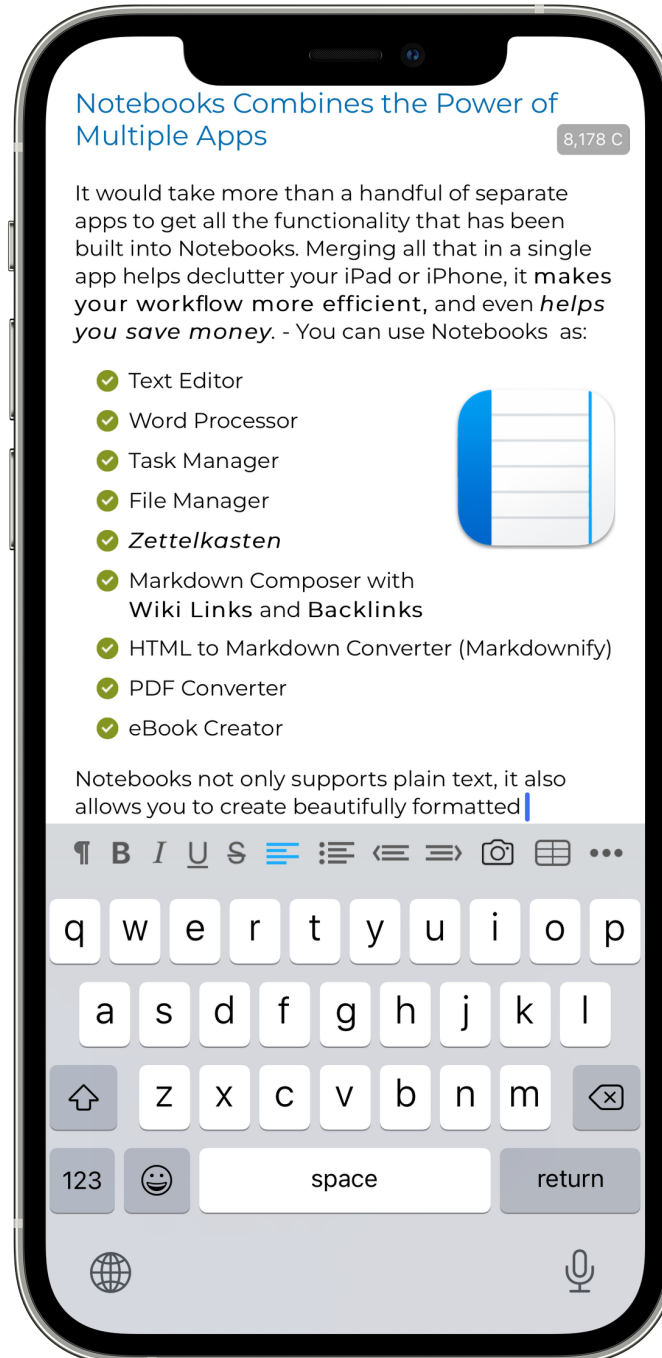 Notebooks Combines the Power of
Multiple Apps
8,178 C
It would take more than a handful of separate
apps to get all the functionality that has been
built into Notebooks. Merging all that in a single
app helps declutter your iPad or iPhone, it makes
your workflow more efficient, and even helps
you save money. - You can use Notebooks  as:
Text Editor
Word Processor
Task Manager
File Manager
Zettelkasten
Markdown Composer with
Wiki Links and Backlinks
HTML to Markdown Converter (Markdownify)
PDF Converter
eBook Creator
Notebooks not only supports plain text, it also
allows you to create beautifully formatted
¶ B I U S
q w e r t y u i o p
a s d f g h j k l
z x c v b n m
123 space return